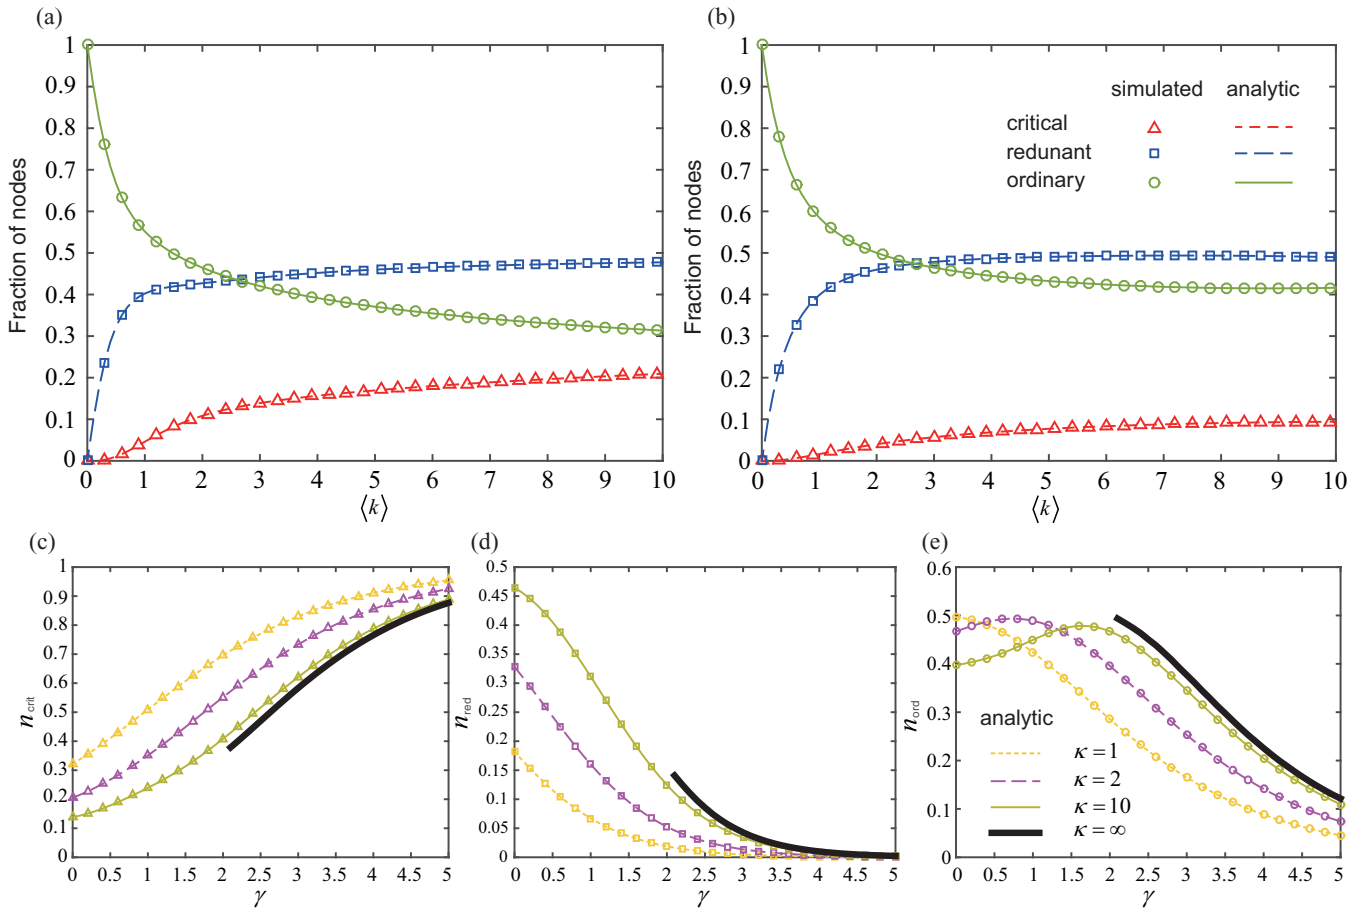 (a)
1
0.9
0.8
0.7
0.6
0.5
0.4
0.3
0.2
0.1
0
Fraction of nodes
0 1 2 3 4 5 6 7 8 9 10
⟨k⟩
(b)
1
0.9
0.8
0.7
0.6
0.5
0.4
0.3
0.2
0.1
0
Fraction of nodes
simulated analytic
critical
redunant
ordinary
0 1 2 3 4 5 6 7 8 9 10
⟨k⟩
(c)
1
0.9
0.8
0.7
0.6
0.5
0.4
0.3
0.2
0.1
0
n_crit
0 0.5 1 1.5 2 2.5 3 3.5 4 4.5 5
γ
(d)
0.5
0.45
0.4
0.35
0.3
0.25
0.2
0.15
0.1
0.05
0
n_red
0 0.5 1 1.5 2 2.5 3 3.5 4 4.5 5
γ
(e)
0.6
0.5
0.4
0.3
0.2
0.1
0
n_ord
analytic
κ = 1
κ = 2
κ = 10
κ = ∞
0 0.5 1 1.5 2 2.5 3 3.5 4 4.5 5
γ